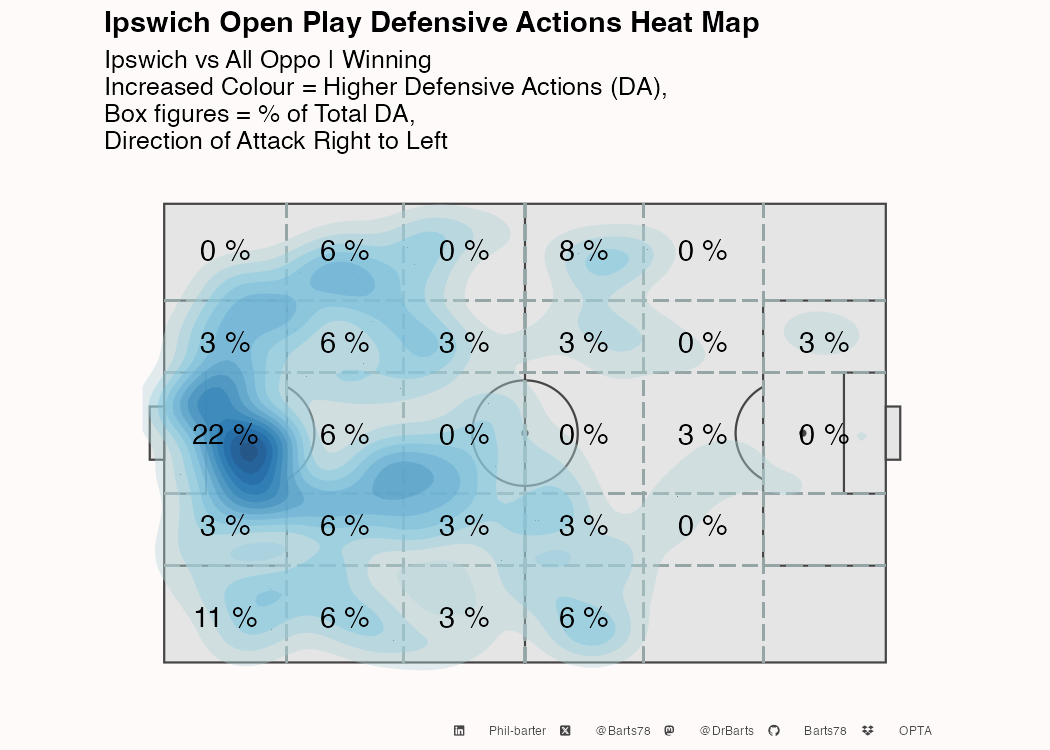 Ipswich Open Play Defensive Actions Heat Map
Ipswich vs All Oppo | Winning
Increased Colour = Higher Defensive Actions (DA),
Box figures = % of Total DA,
Direction of Attack Right to Left
0 % 6 % 0 % 8 % 0 %
3 % 6 % 3 % 3 % 0 % 3 %
22 % 6 % 0 % 0 % 3 % 0 %
3 % 6 % 3 % 3 % 0 %
11 % 6 % 3 % 6 %
Phil-barter @Barts78 @DrBarts Barts78 OPTA